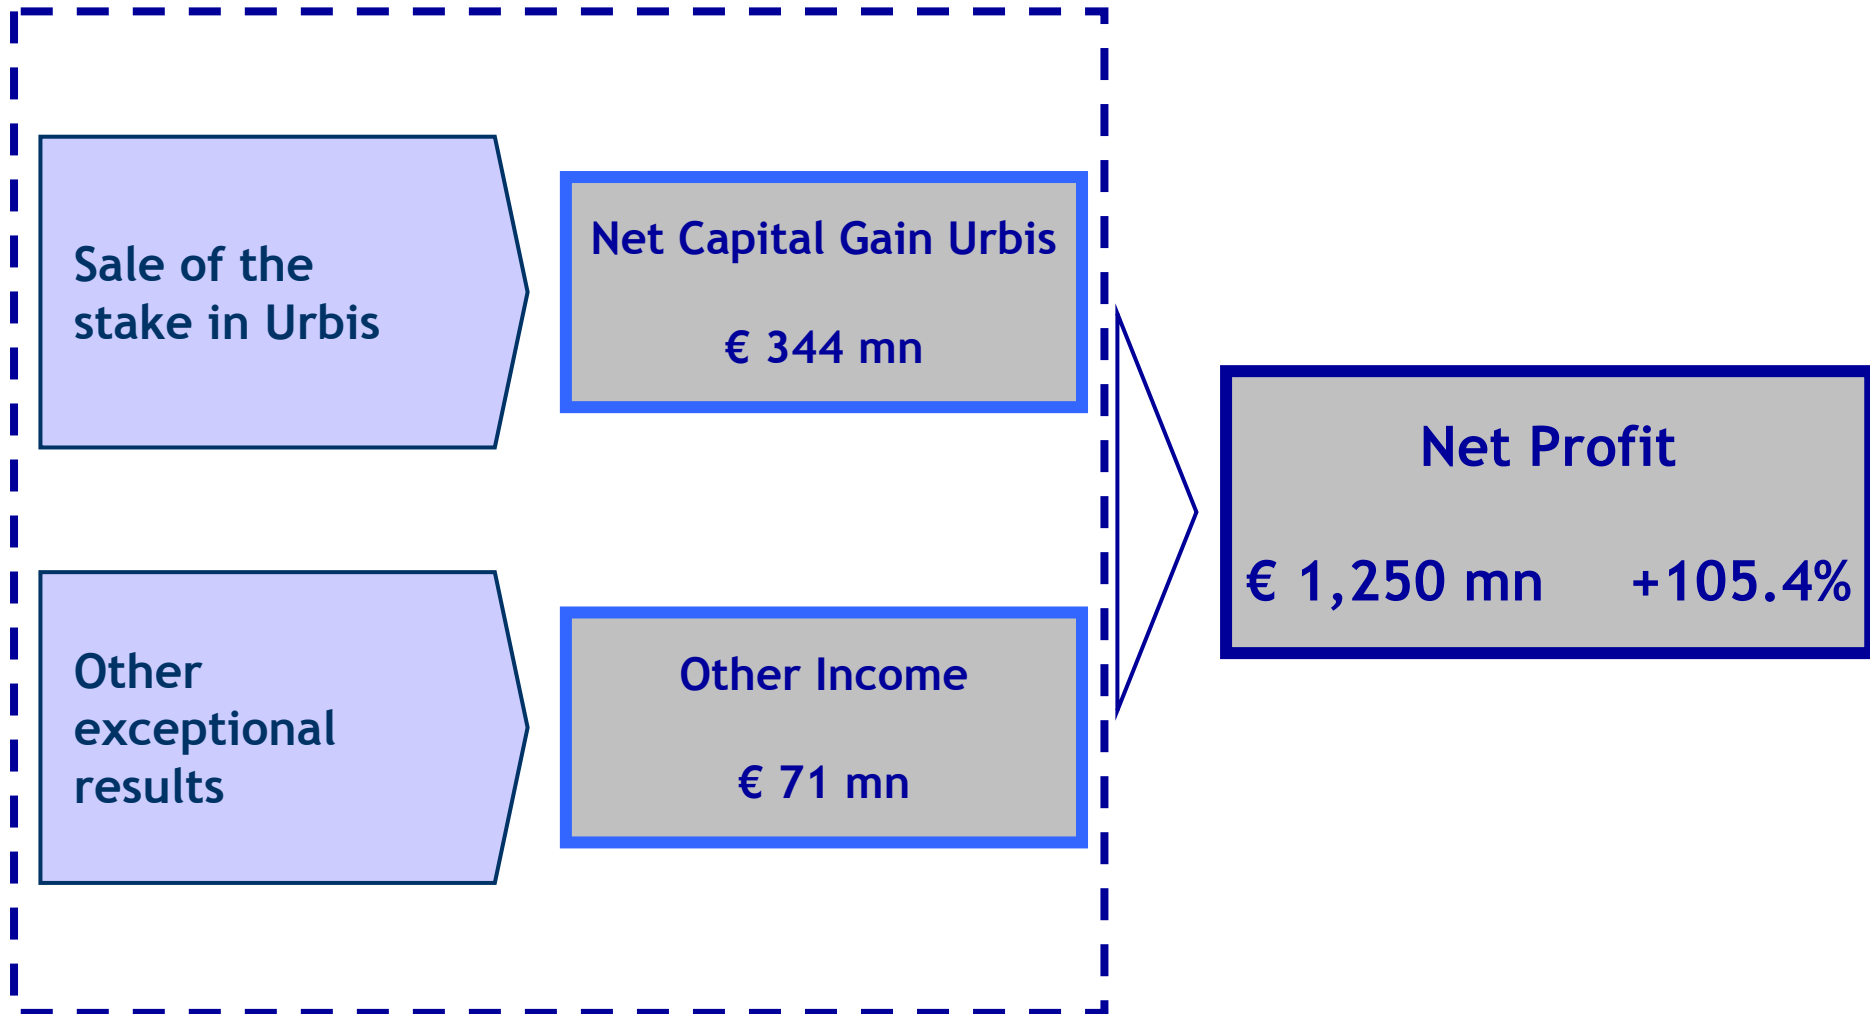 Sale of the
stake in Urbis
Net Capital Gain Urbis
€ 344 mn
Other
exceptional
results
Other Income
€ 71 mn
Net Profit
€ 1,250 mn +105.4%